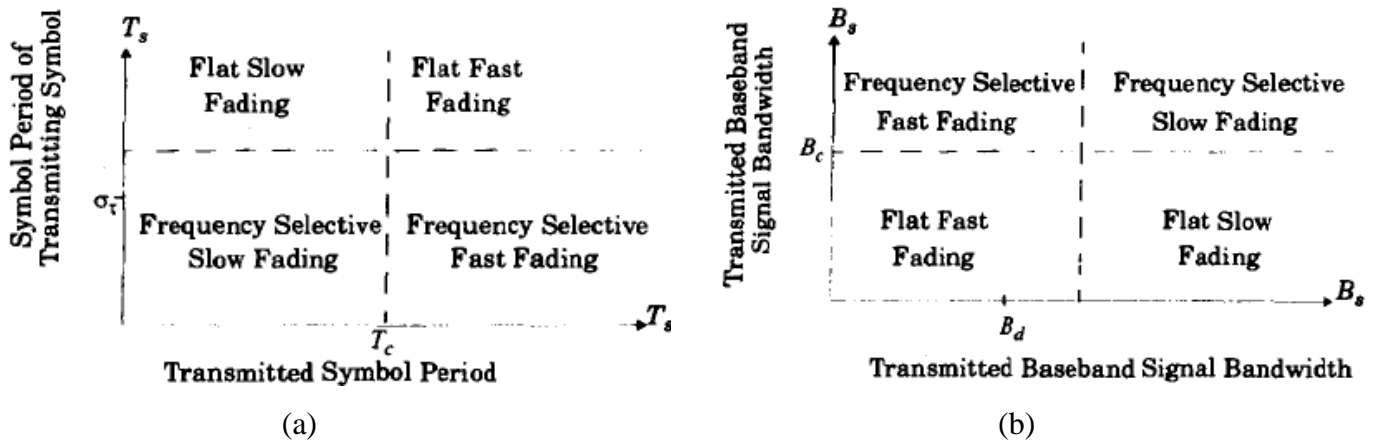 Symbol Period of
Transmitting Symbol
T_s
Flat Slow
Fading
Flat Fast
Fading
σ_τ
Frequency Selective
Slow Fading
Frequency Selective
Fast Fading
T_s
T_c
Transmitted Symbol Period
(a)
Transmitted Baseband
Signal Bandwidth
B_s
Frequency Selective
Fast Fading
Frequency Selective
Slow Fading
B_c
Flat Fast
Fading
Flat Slow
Fading
B_s
B_d
Transmitted Baseband Signal Bandwidth
(b)